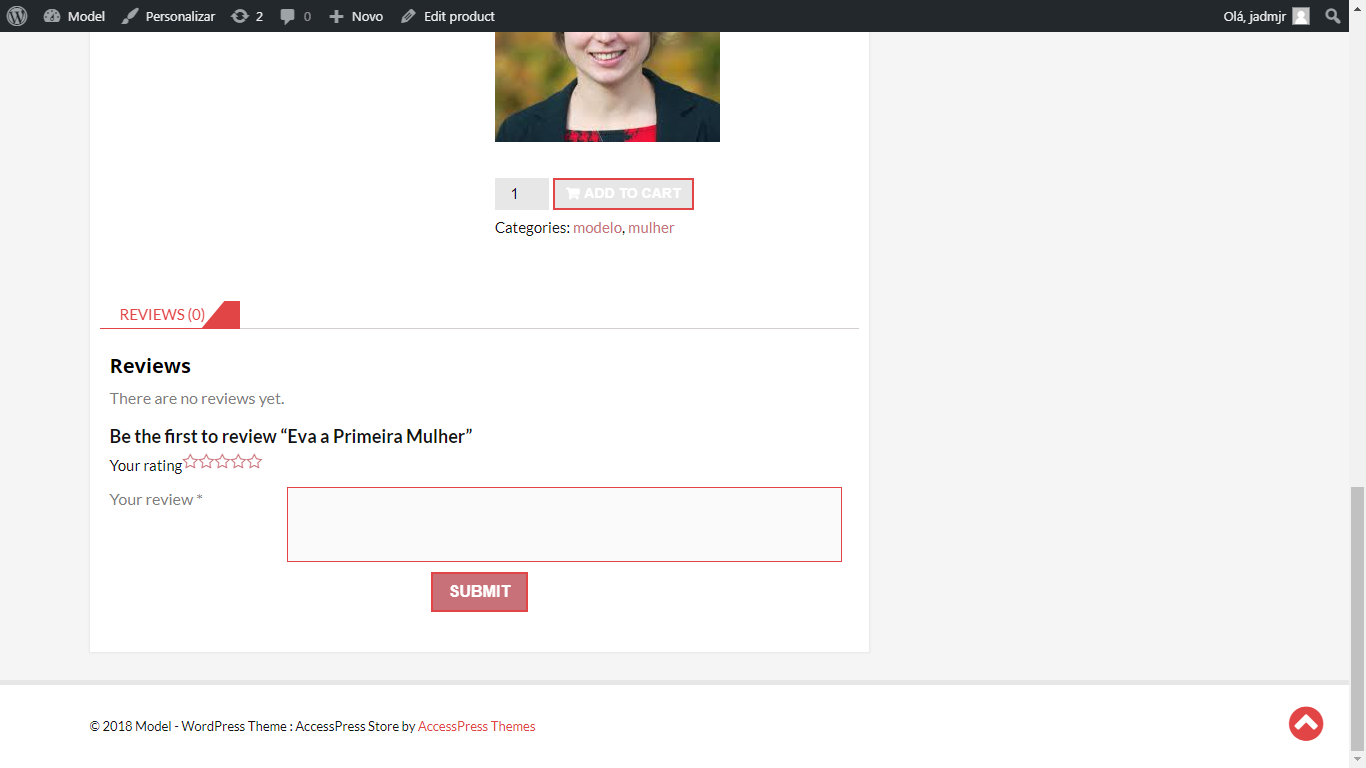 Model Personalizar 2 0 Novo Edit product Olá, jadmjr
1 ADD TO CART
Categories: modelo, mulher
REVIEWS (0)
Reviews
There are no reviews yet.
Be the first to review “Eva a Primeira Mulher”
Your rating
Your review *
SUBMIT
© 2018 Model - WordPress Theme : AccessPress Store by AccessPress Themes